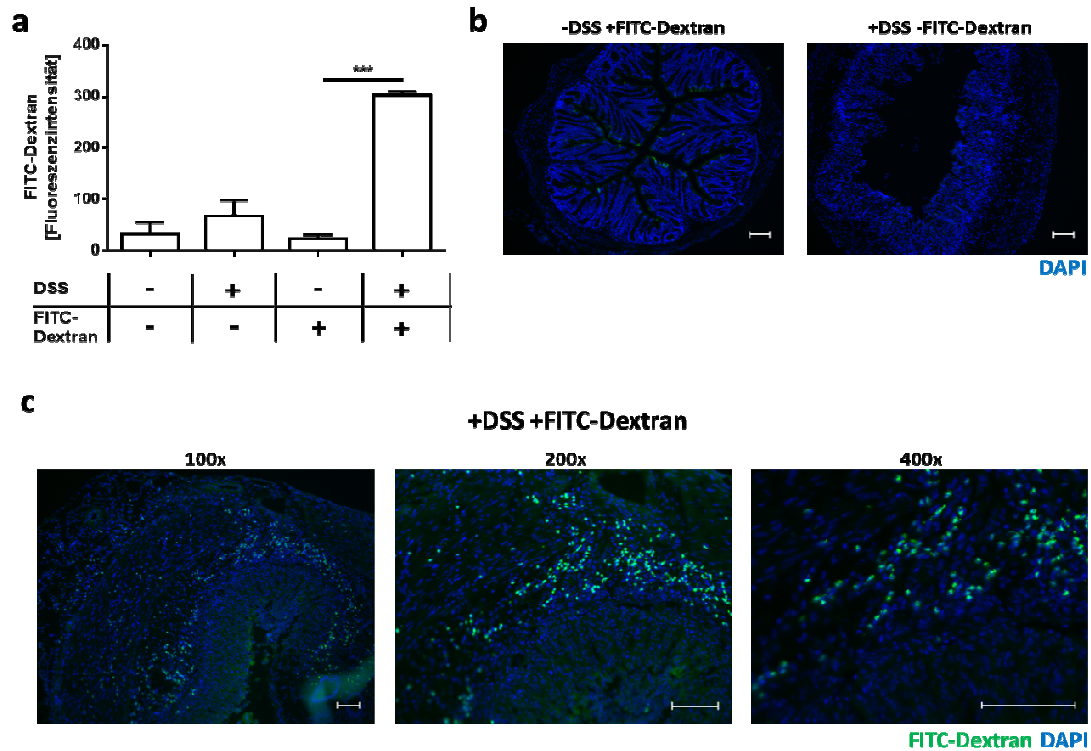 a
400
300
200
100
0
FITC-Dextran
[Fluoreszenzintensität]
***
DSS - + - +
FITC-
Dextran - - + +
b
-DSS +FITC-Dextran
+DSS -FITC-Dextran
DAPI
c
+DSS +FITC-Dextran
100x
200x
400x
FITC-Dextran DAPI